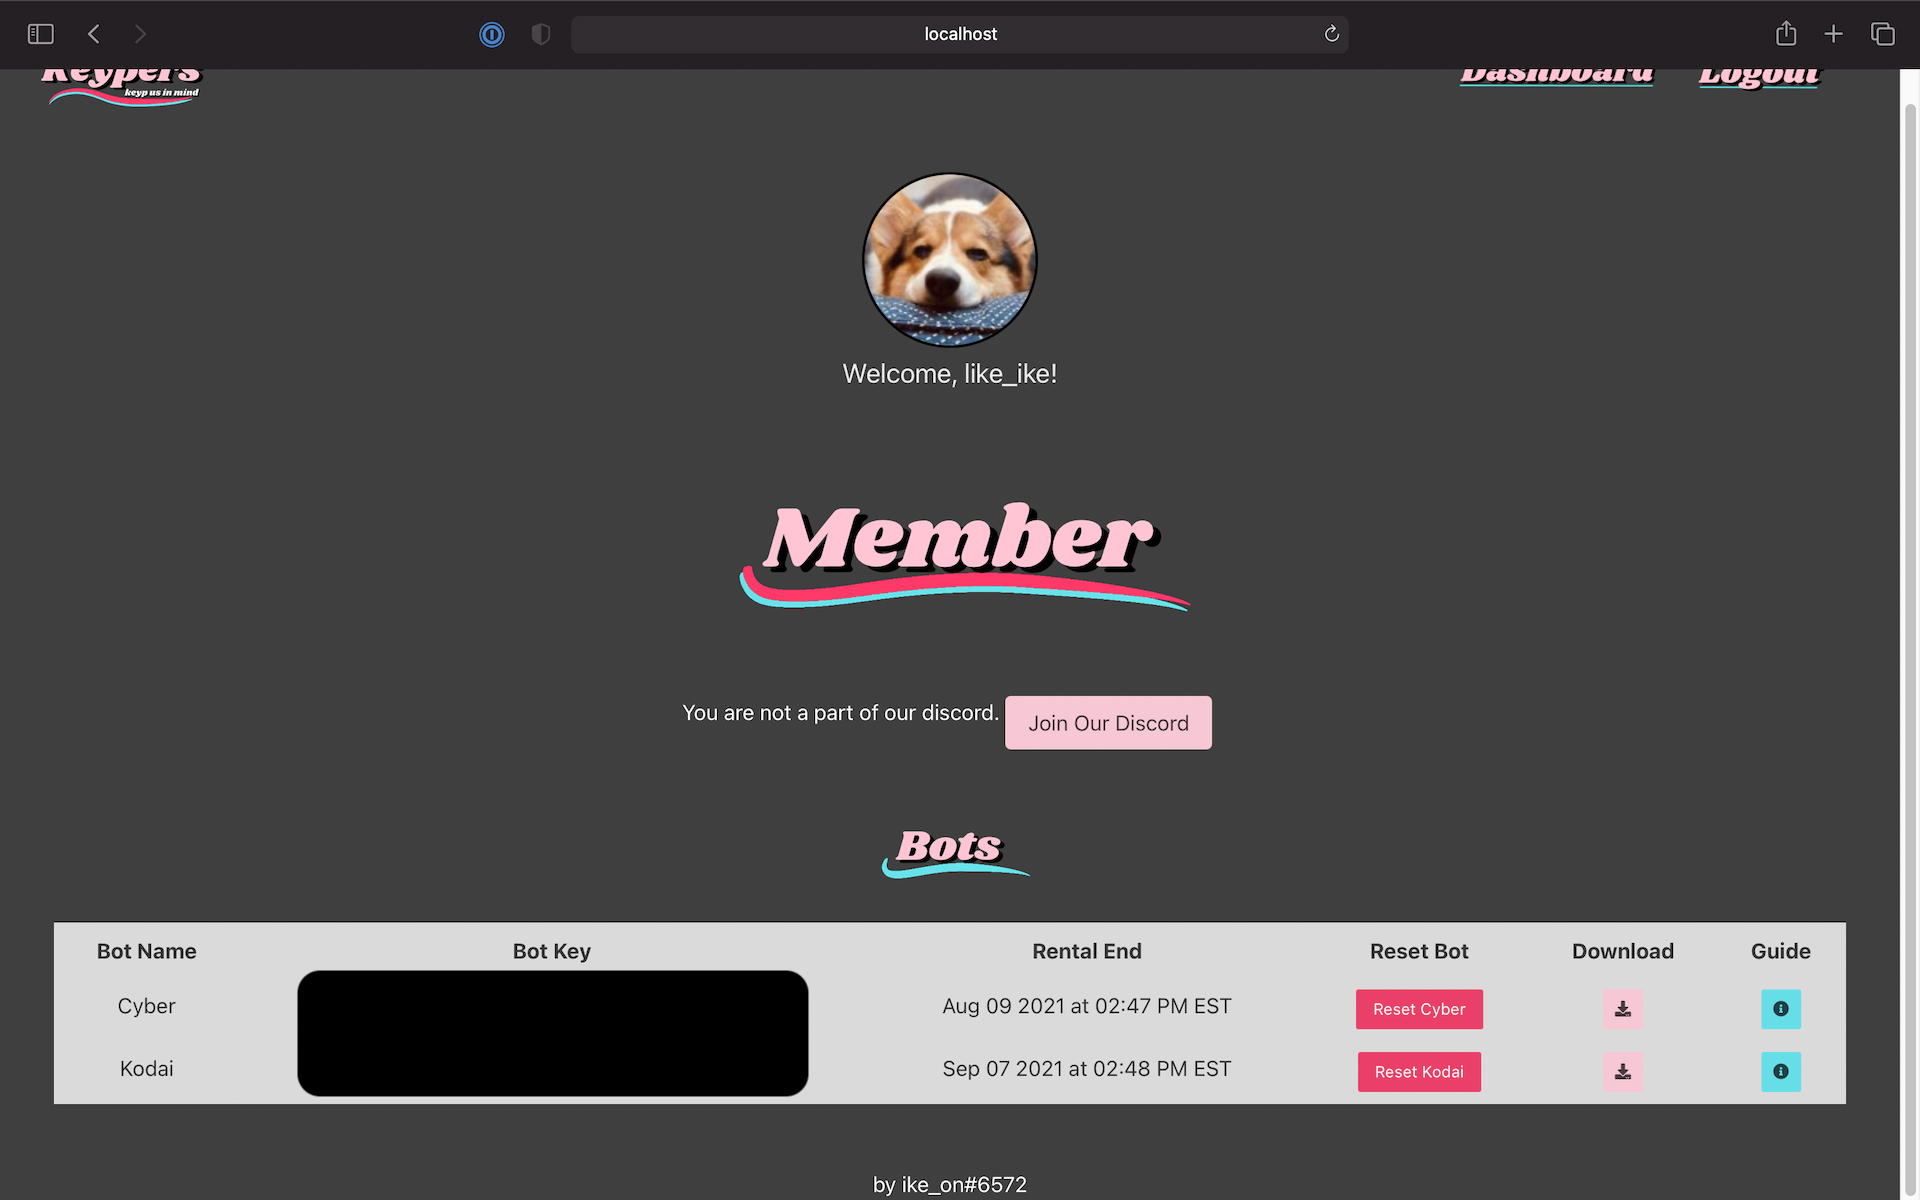 localhost
Keypers
keyp us in mind
Dashboard Logout
Welcome, like_ike!
Member
You are not a part of our discord. Join Our Discord
Bots
Bot Name Bot Key Rental End Reset Bot Download Guide
Cyber Aug 09 2021 at 02:47 PM EST Reset Cyber
Kodai Sep 07 2021 at 02:48 PM EST Reset Kodai
by ike_on#6572